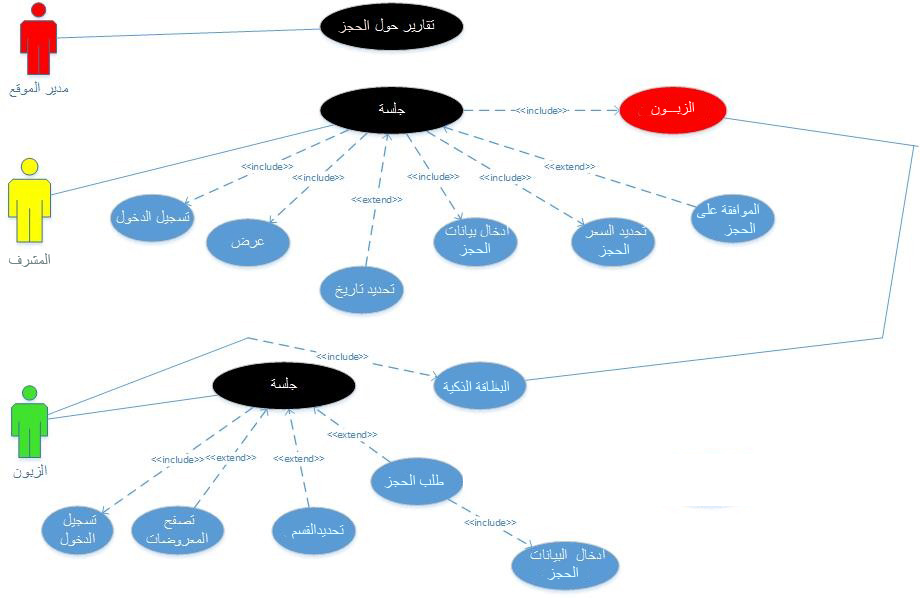 تقارير حول الحجز
مدير الموقع
جلسة
<<include>>
الزبـــون
<<include>>
<<include>>
<<extend>>
<<include>>
<<include>>
<<extend>>
تسجيل الدخول
عرض
تحديد تاريخ
ادخال بيانات
الحجز
تحديد السعر
الحجز
الموافقة على
الحجز
المشرف
<<include>>
جلسة
البطاقة الذكية
الزبون
<<include>>
<<extend>>
<<extend>>
<<extend>>
طلب الحجز
<<include>>
تسجيل
الدخول
تصفح
المعروضات
تحديدالقسم
ادخال البيانات
الحجز